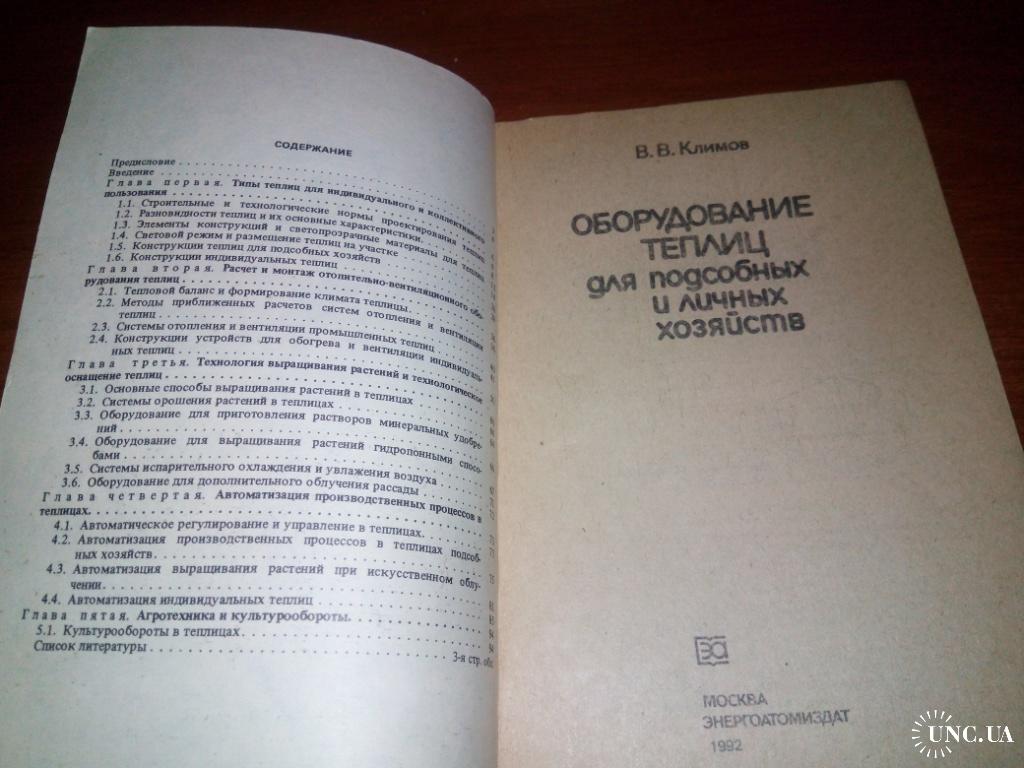 СОДЕРЖАНИЕ
Предисловие
Введение
Глава первая. Типы теплиц для индивидуального и коллективного
пользования
1.1. Строительные и технологические нормы проектирования теплиц
1.2. Разновидности теплиц и их основные характеристики.
1.3. Элементы конструкций и светопрозрачные материалы для теплиц
1.4. Световой режим и размещение теплиц на участке
1.5. Конструкции теплиц для подсобных хозяйств
1.6. Конструкции индивидуальных теплиц
Глава вторая. Расчет и монтаж отопительно-вентиляционного обо-
рудования теплиц
2.1. Тепловой баланс и формирование климата теплицы.
2.2. Методы приближенных расчетов систем отопления и вентиляции
теплиц
2.3. Системы отопления и вентиляции промышленных теплиц
2.4. Конструкции устройств для обогрева и вентиляции индивидуаль-
ных теплиц
Глава третья. Технология выращивания растений и технологическое
оснащение теплиц
3.1. Основные способы выращивания растений в теплицах
3.2. Системы орошения растений в теплицах
3.3. Оборудование для приготовления растворов минеральных удобре-
ний
3.4. Оборудование для выращивания растений гидропонными спосо-
бами
3.5. Системы испарительного охлаждения и увлажения воздуха
3.6. Оборудование для дополнительного облучения рассады
Глава четвертая. Автоматизация производственных процессов в
теплицах.
4.1. Автоматическое регулирование и управление в теплицах.
4.2. Автоматизация производственных процессов в теплицах подсоб-
ных хозяйств
4.3. Автоматизация выращивания растений при искусственном облу-
чении
4.4. Автоматизация индивидуальных теплиц
Глава пятая. Агротехника и культурообороты.
5.1. Культурообороты в теплицах
Список литературы 3-я стр. обл.
В. В. Климов
ОБОРУДОВАНИЕ
ТЕПЛИЦ
для подсобных
и личных
хозяйств
МОСКВА
ЭНЕРГОАТОМИЗДАТ
1992
UNC.UA